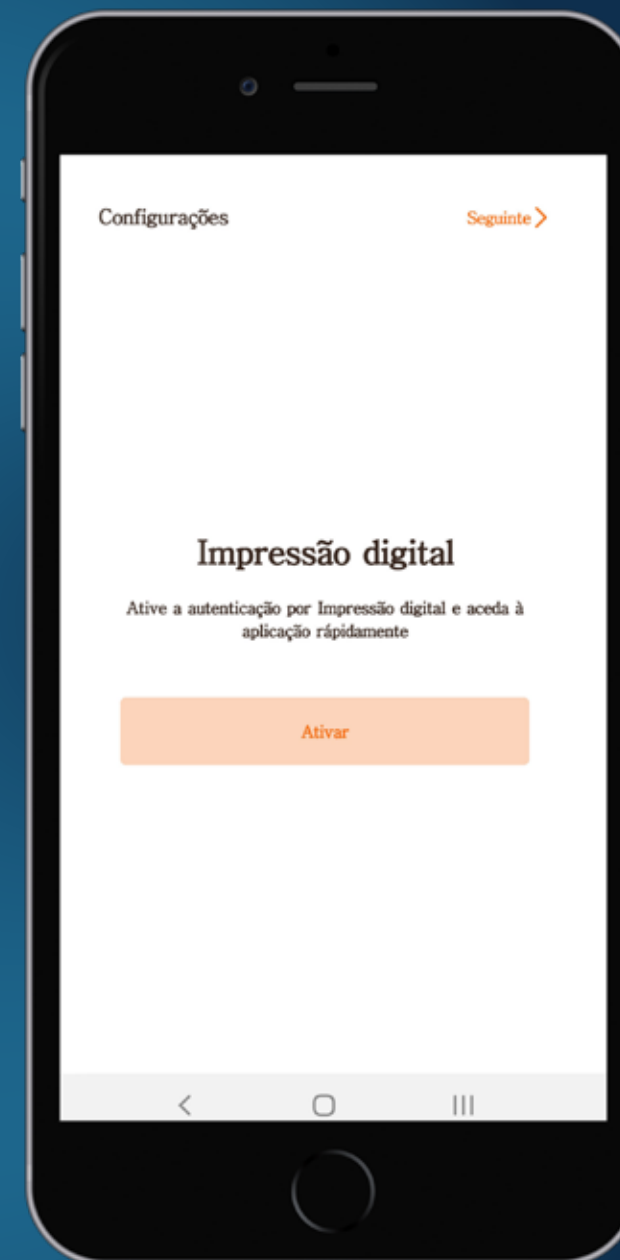 Configurações
Seguinte
Impressão digital
Ative a autenticação por Impressão digital e aceda à
aplicação rápidamente
Ativar